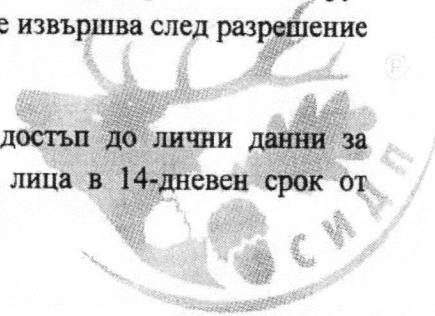 е извършва след разрешение
®
достъп до лични данни за
лица в 14-дневен срок от
СИДП